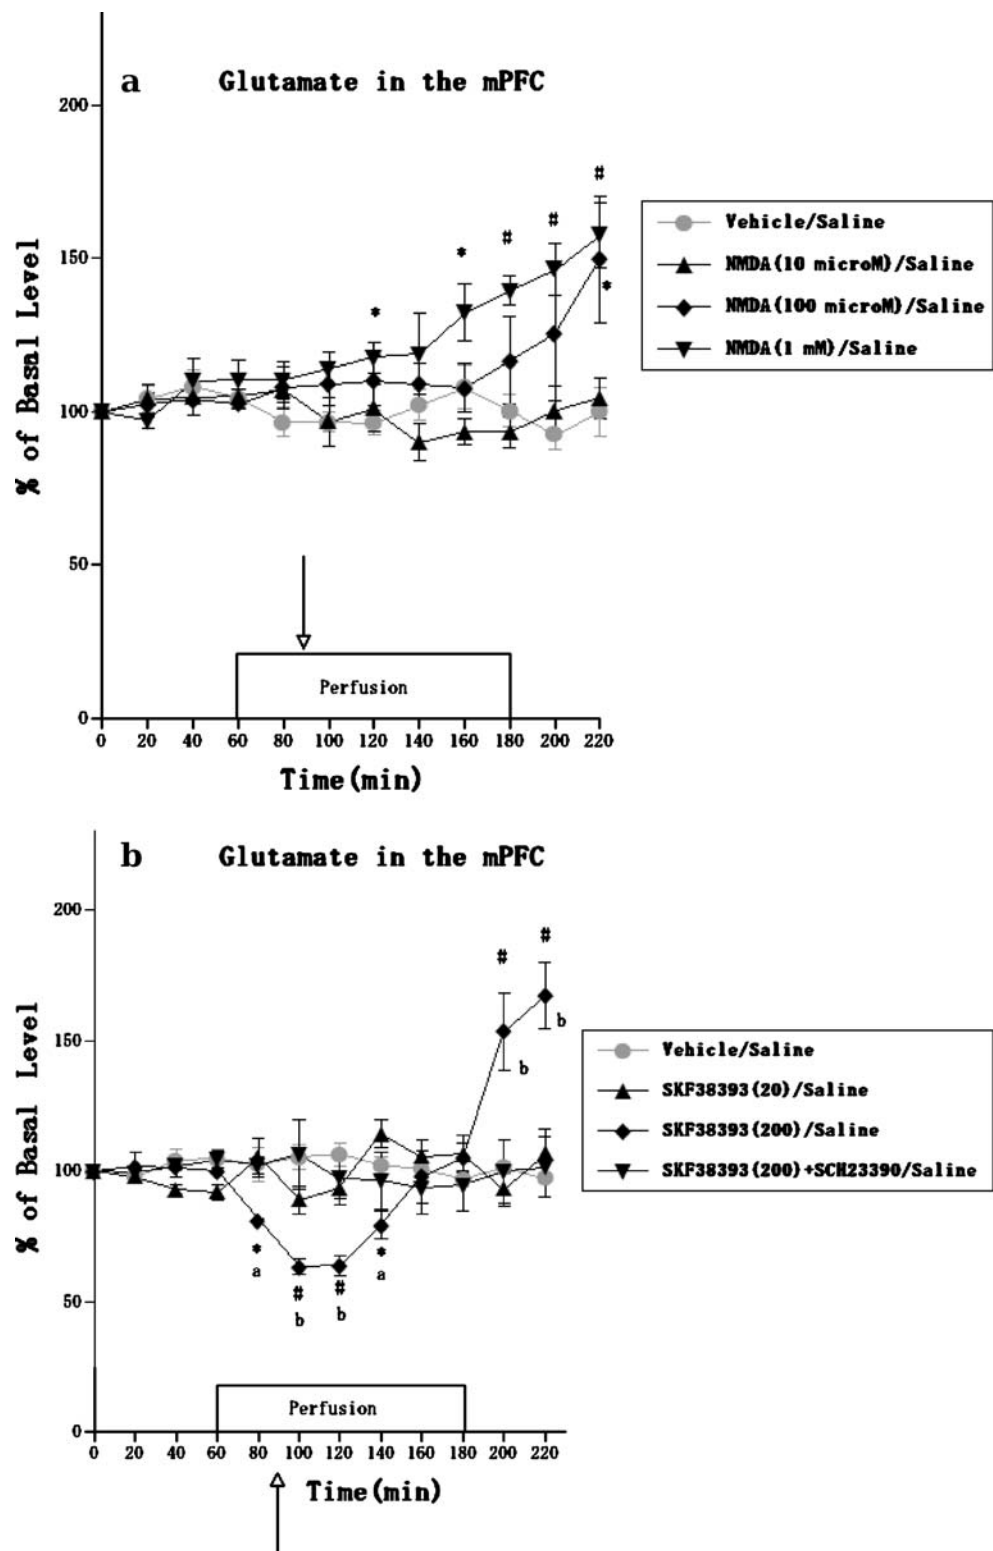 a Glutamate in the mPFC
200
150
100
50
0
% of Basal Level
#
#
#
*
*
*
Perfusion
0 20 40 60 80 100 120 140 160 180 200 220
Time(min)
Vehicle/Saline
NMDA(10 microM)/Saline
NMDA(100 microM)/Saline
NMDA(1 mM)/Saline
b Glutamate in the mPFC
200
150
100
50
0
% of Basal Level
# #
b
b
* *
a a
# #
b b
Perfusion
0 20 40 60 80 100 120 140 160 180 200 220
Time(min)
Vehicle/Saline
SKF38393(20)/Saline
SKF38393(200)/Saline
SKF38393(200)+SCH23390/Saline